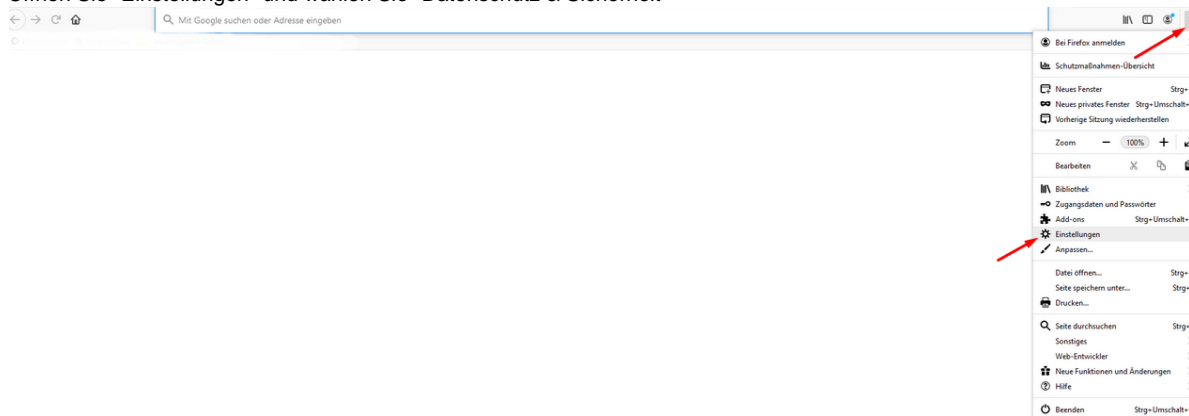 Öffnen Sie "Einstellungen" und wählen Sie "Datenschutz & Sicherheit"
Mit Google suchen oder Adresse eingeben
Bei Firefox anmelden
Schutzmaßnahmen-Übersicht
Neues Fenster Strg+
Neues privates Fenster Strg+Umschalt+
Vorherige Sitzung wiederherstellen
Zoom − 100% +
Bearbeiten
Bibliothek
Zugangsdaten und Passwörter
Add-ons Strg+Umschalt+
Einstellungen
Anpassen...
Datei öffnen... Strg+
Seite speichern unter... Strg+
Drucken...
Seite durchsuchen Strg+
Sonstiges
Web-Entwickler
Neue Funktionen und Änderungen
Hilfe
Beenden Strg+Umschalt+